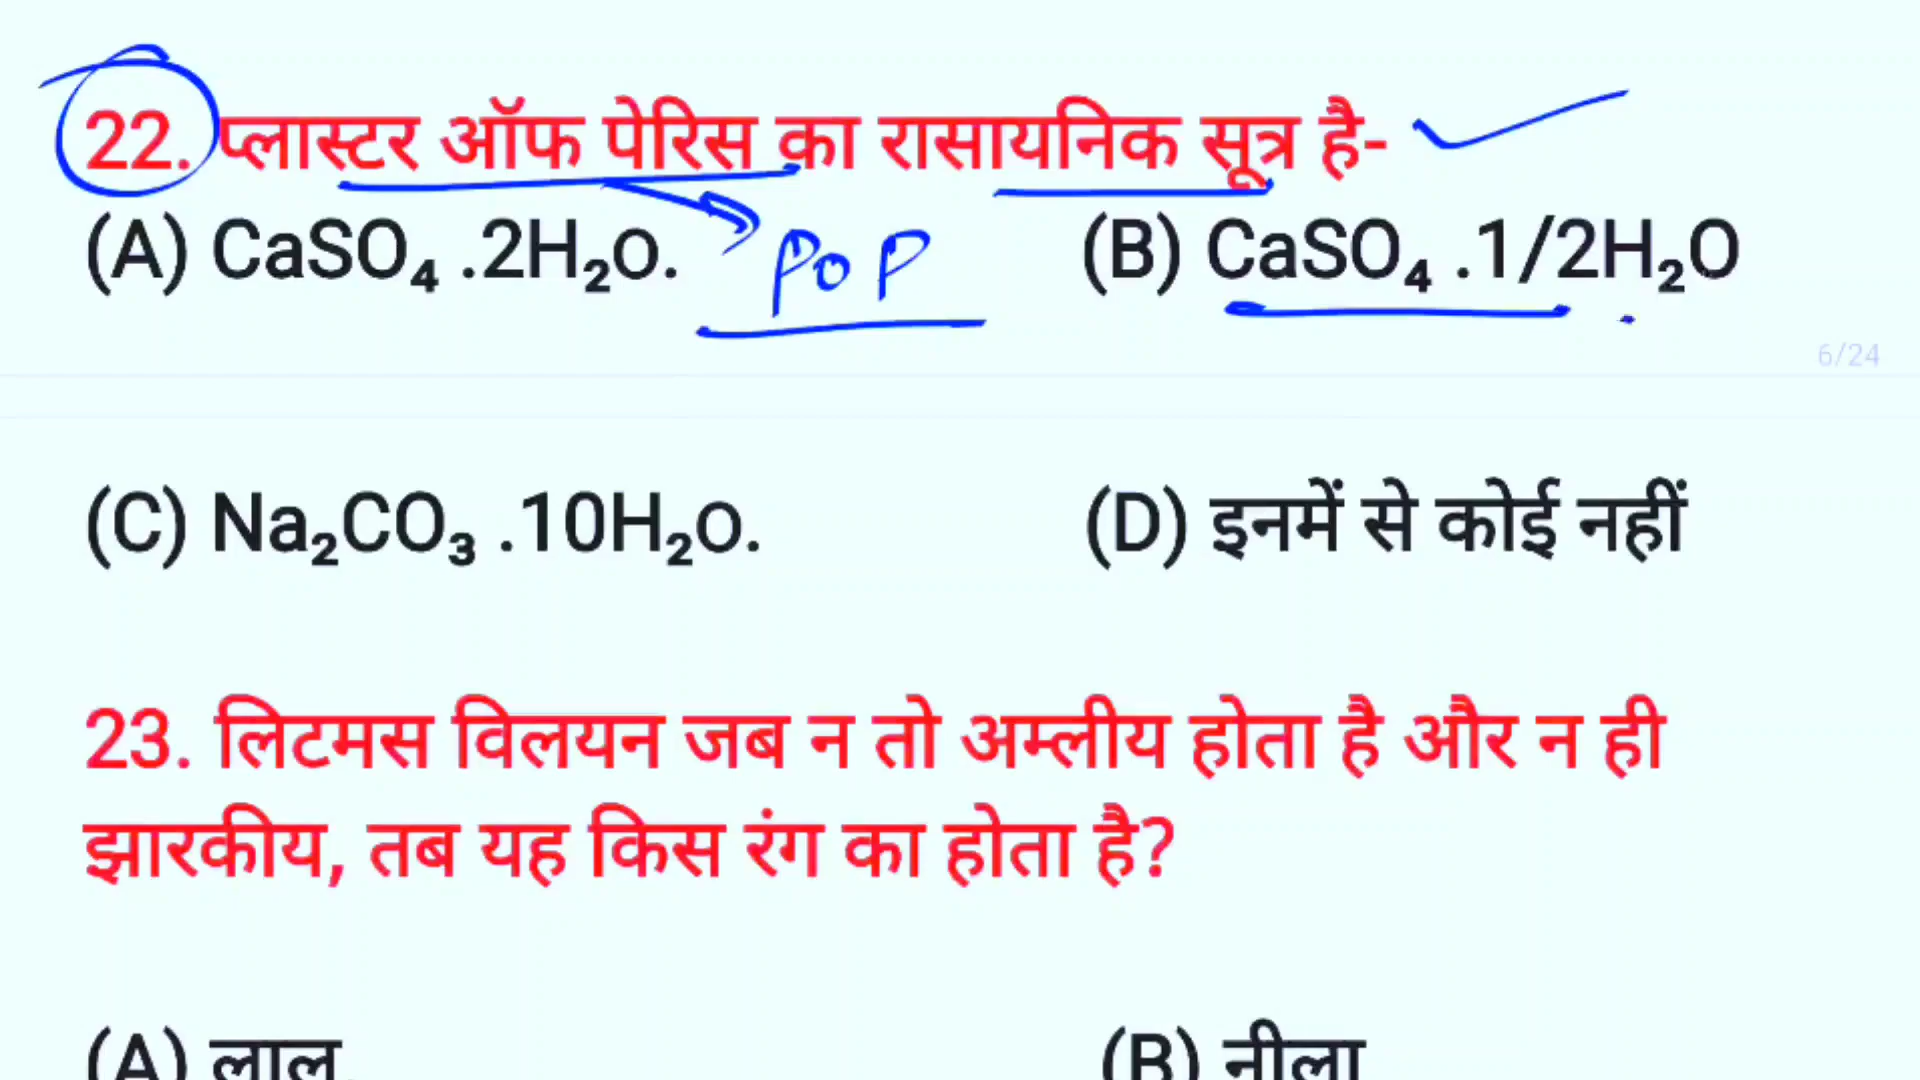 22. प्लास्टर ऑफ पेरिस का रासायनिक सूत्र है-
(A) CaSO₄ .2H₂O. POP (B) CaSO₄ .1/2H₂O
6/24
(C) Na₂CO₃ .10H₂O. (D) इनमें से कोई नहीं
23. लिटमस विलयन जब न तो अम्लीय होता है और न ही
झारकीय, तब यह किस रंग का होता है?
(A) लाल. (B) नीला